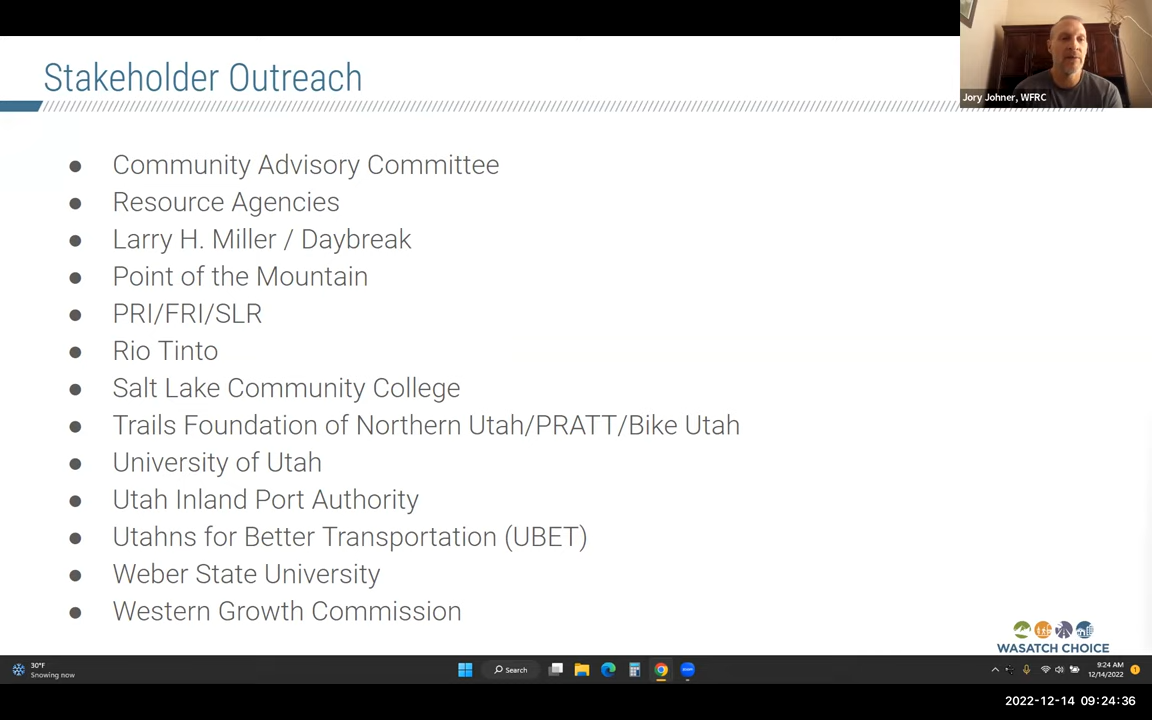 Stakeholder Outreach
Jory Johner, WFRC
● Community Advisory Committee
● Resource Agencies
● Larry H. Miller / Daybreak
● Point of the Mountain
● PRI/FRI/SLR
● Rio Tinto
● Salt Lake Community College
● Trails Foundation of Northern Utah/PRATT/Bike Utah
● University of Utah
● Utah Inland Port Authority
● Utahns for Better Transportation (UBET)
● Weber State University
● Western Growth Commission
WASATCH CHOICE
30°F
Snowing now
Search
zoom
9:24 AM
12/14/2022
1
2022-12-14 09:24:36